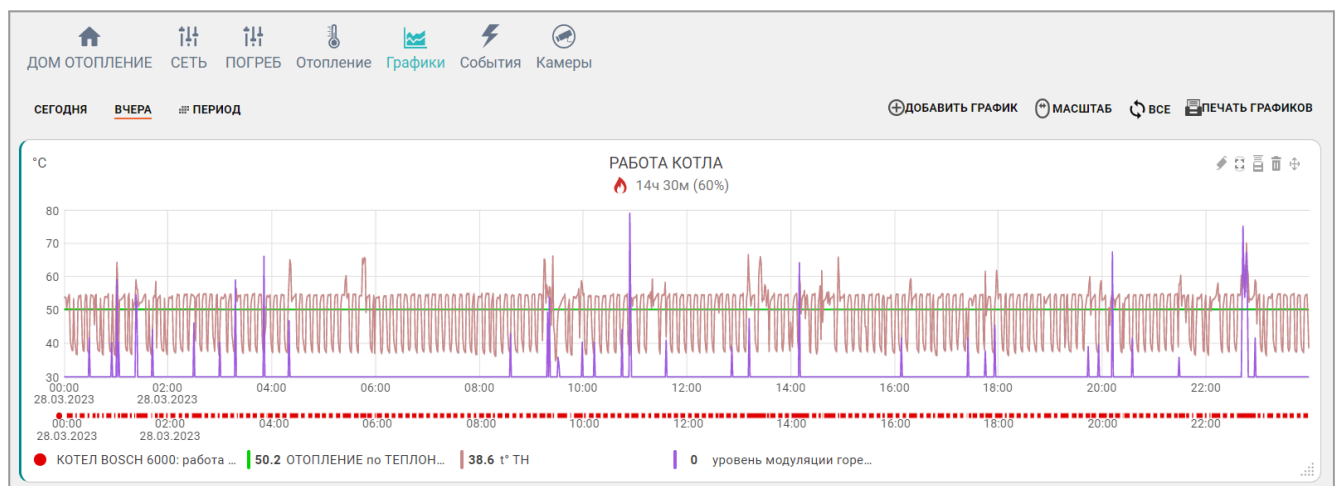 ДОМ ОТОПЛЕНИЕ СЕТЬ ПОГРЕБ Отопление Графики События Камеры
СЕГОДНЯ ВЧЕРА ПЕРИОД ДОБАВИТЬ ГРАФИК МАСШТАБ ВСЕ ПЕЧАТЬ ГРАФИКОВ
°C РАБОТА КОТЛА
14ч 30м (60%)
80
70
60
50
40
30
00:00 02:00 04:00 06:00 08:00 10:00 12:00 14:00 16:00 18:00 20:00 22:00
28.03.2023 28.03.2023
00:00 02:00 04:00 06:00 08:00 10:00 12:00 14:00 16:00 18:00 20:00 22:00
28.03.2023 28.03.2023
КОТЕЛ BOSCH 6000: работа ... 50.2 ОТОПЛЕНИЕ по ТЕПЛОН... 38.6 t° ТН 0 уровень модуляции горе...